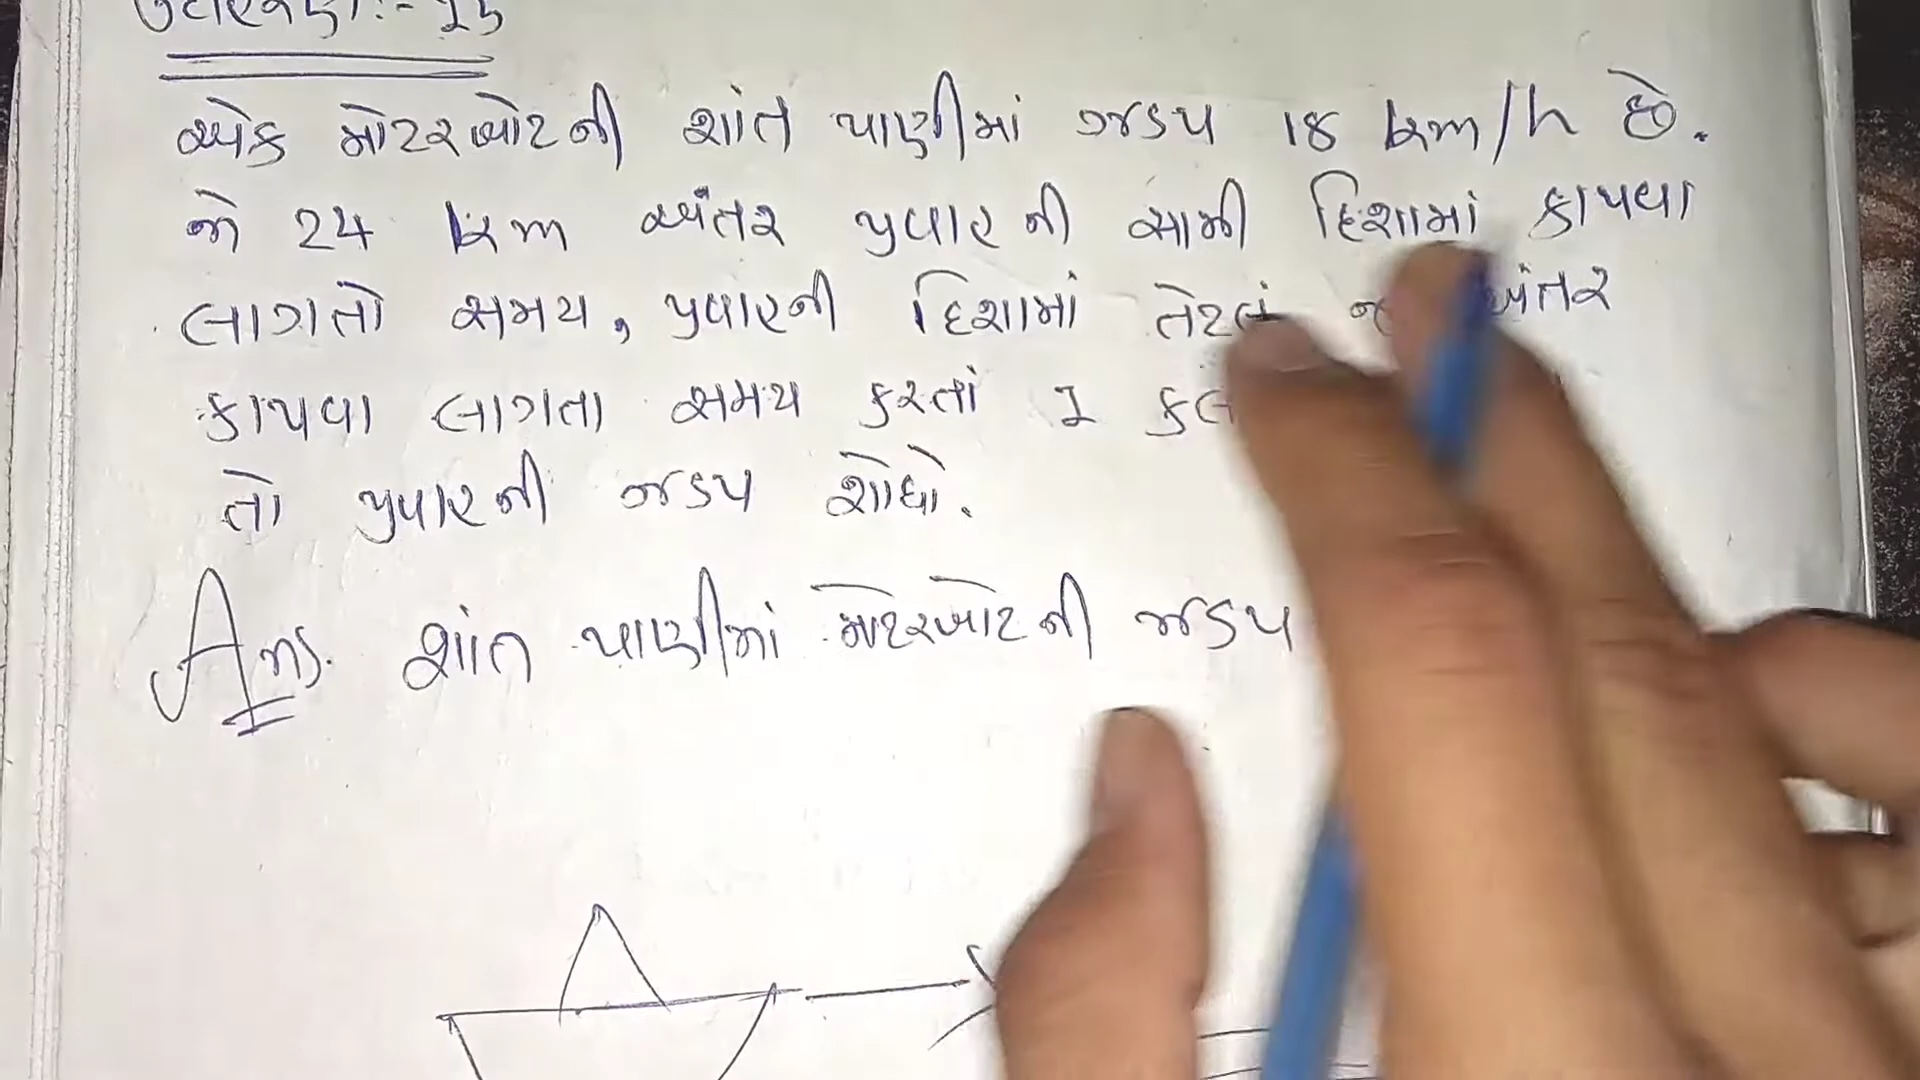 ઉદાહરણ :- 15
એક મોટરબોટની શાંત પાણીમાં ઝડપ 18 km/h છે.
જો 24 km અંતર પ્રવાહની સામી દિશામાં કાપવા
લાગતો સમય, પ્રવાહની દિશામાં તેટલું જ અંતર
કાપવા લાગતા સમય કરતાં 1
તો પ્રવાહની ઝડપ શોધો.
Ans. શાંત પાણીમાં મોટરબોટની ઝડપ